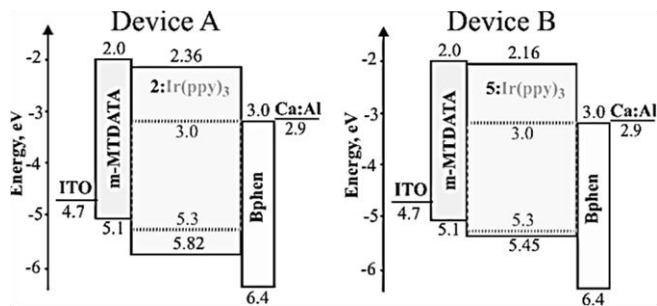 Device A
Energy, eV
-2
-3
-4
-5
-6
ITO
4.7
2.0
m-MTDATA
5.1
2.36
2:Ir(ppy)3
3.0
5.3
5.82
3.0
Bphen
6.4
Ca:Al
2.9
Device B
Energy, eV
-2
-3
-4
-5
-6
ITO
4.7
2.0
m-MTDATA
5.1
2.16
5:Ir(ppy)3
3.0
5.3
5.45
3.0
Bphen
6.4
Ca:Al
2.9